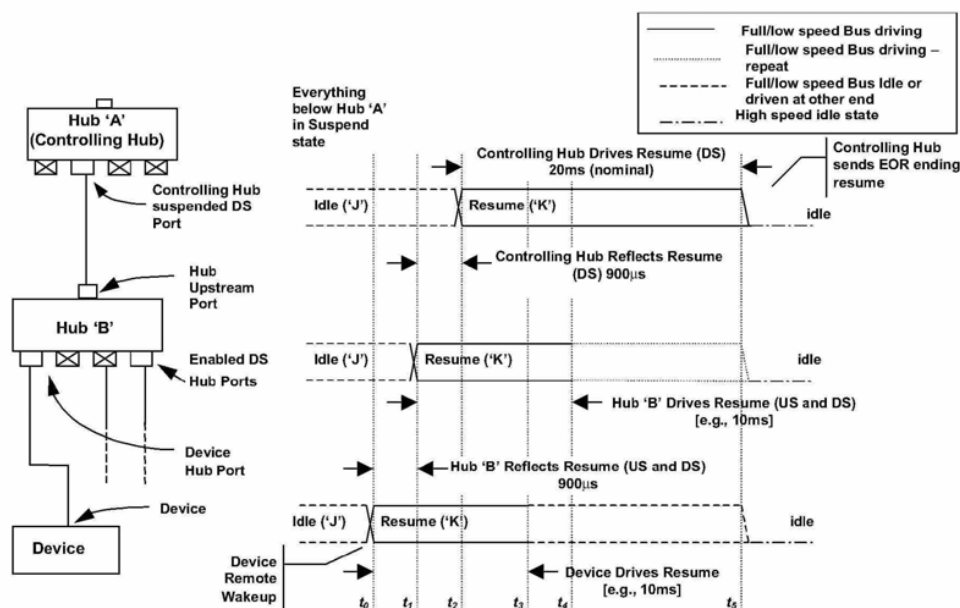 Full/low speed Bus driving
Full/low speed Bus driving –
repeat
Full/low speed Bus Idle or
driven at other end
High speed idle state
Hub ‘A’
(Controlling Hub)
Controlling Hub
suspended DS
Port
Hub
Upstream
Port
Hub ‘B’
Enabled DS
Hub Ports
Device
Hub Port
Device
Device
Everything
below Hub ‘A’
in Suspend
state
Controlling Hub Drives Resume (DS)
20ms (nominal)
Controlling Hub
sends EOR ending
resume
Idle (‘J’)
Resume (‘K’)
idle
Controlling Hub Reflects Resume
(DS) 900μs
Idle (‘J’)
Resume (‘K’)
idle
Hub ‘B’ Drives Resume (US and DS)
[e.g., 10ms]
Hub ‘B’ Reflects Resume (US and DS)
900μs
Idle (‘J’)
Resume (‘K’)
idle
Device
Remote
Wakeup
Device Drives Resume
[e.g., 10ms]
t0 t1 t2 t3 t4 t5